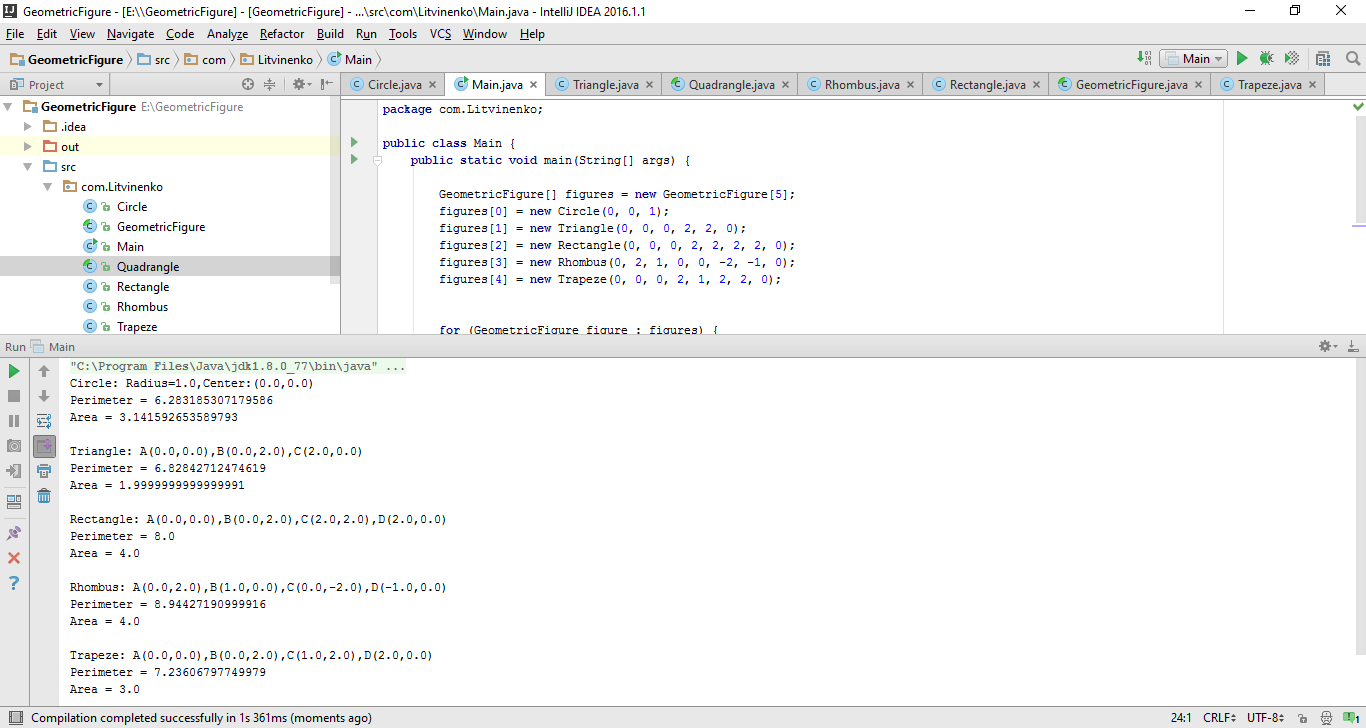 GeometricFigure - [E:\\GeometricFigure] - [GeometricFigure] - ...\src\com\Litvinenko\Main.java - IntelliJ IDEA 2016.1.1
File Edit View Navigate Code Analyze Refactor Build Run Tools VCS Window Help
GeometricFigure src com Litvinenko Main
Main
Project
Circle.java Main.java Triangle.java Quadrangle.java Rhombus.java Rectangle.java GeometricFigure.java Trapeze.java
GeometricFigure E:\GeometricFigure
.idea
out
src
com.Litvinenko
Circle
GeometricFigure
Main
Quadrangle
Rectangle
Rhombus
Trapeze
package com.Litvinenko;
public class Main {
public static void main(String[] args) {
GeometricFigure[] figures = new GeometricFigure[5];
figures[0] = new Circle(0, 0, 1);
figures[1] = new Triangle(0, 0, 0, 2, 2, 0);
figures[2] = new Rectangle(0, 0, 0, 2, 2, 2, 2, 0);
figures[3] = new Rhombus(0, 2, 1, 0, 0, -2, -1, 0);
figures[4] = new Trapeze(0, 0, 0, 2, 1, 2, 2, 0);
for (GeometricFigure figure : figures) {
Run Main
"C:\Program Files\Java\jdk1.8.0_77\bin\java" ...
Circle: Radius=1.0,Center:(0.0,0.0)
Perimeter = 6.283185307179586
Area = 3.141592653589793
Triangle: A(0.0,0.0),B(0.0,2.0),C(2.0,0.0)
Perimeter = 6.82842712474619
Area = 1.9999999999999991
Rectangle: A(0.0,0.0),B(0.0,2.0),C(2.0,2.0),D(2.0,0.0)
Perimeter = 8.0
Area = 4.0
Rhombus: A(0.0,2.0),B(1.0,0.0),C(0.0,-2.0),D(-1.0,0.0)
Perimeter = 8.94427190999916
Area = 4.0
Trapeze: A(0.0,0.0),B(0.0,2.0),C(1.0,2.0),D(2.0,0.0)
Perimeter = 7.23606797749979
Area = 3.0
Compilation completed successfully in 1s 361ms (moments ago)
24:1 CRLF UTF-8 1